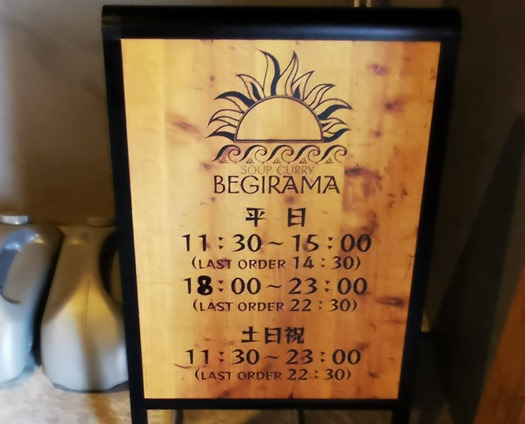 SOUP CURRY
BEGIRAMA
平日
11:30~15:00
(LAST ORDER 14:30)
18:00~23:00
(LAST ORDER 22:30)
土日祝
11:30~23:00
(LAST ORDER 22:30)